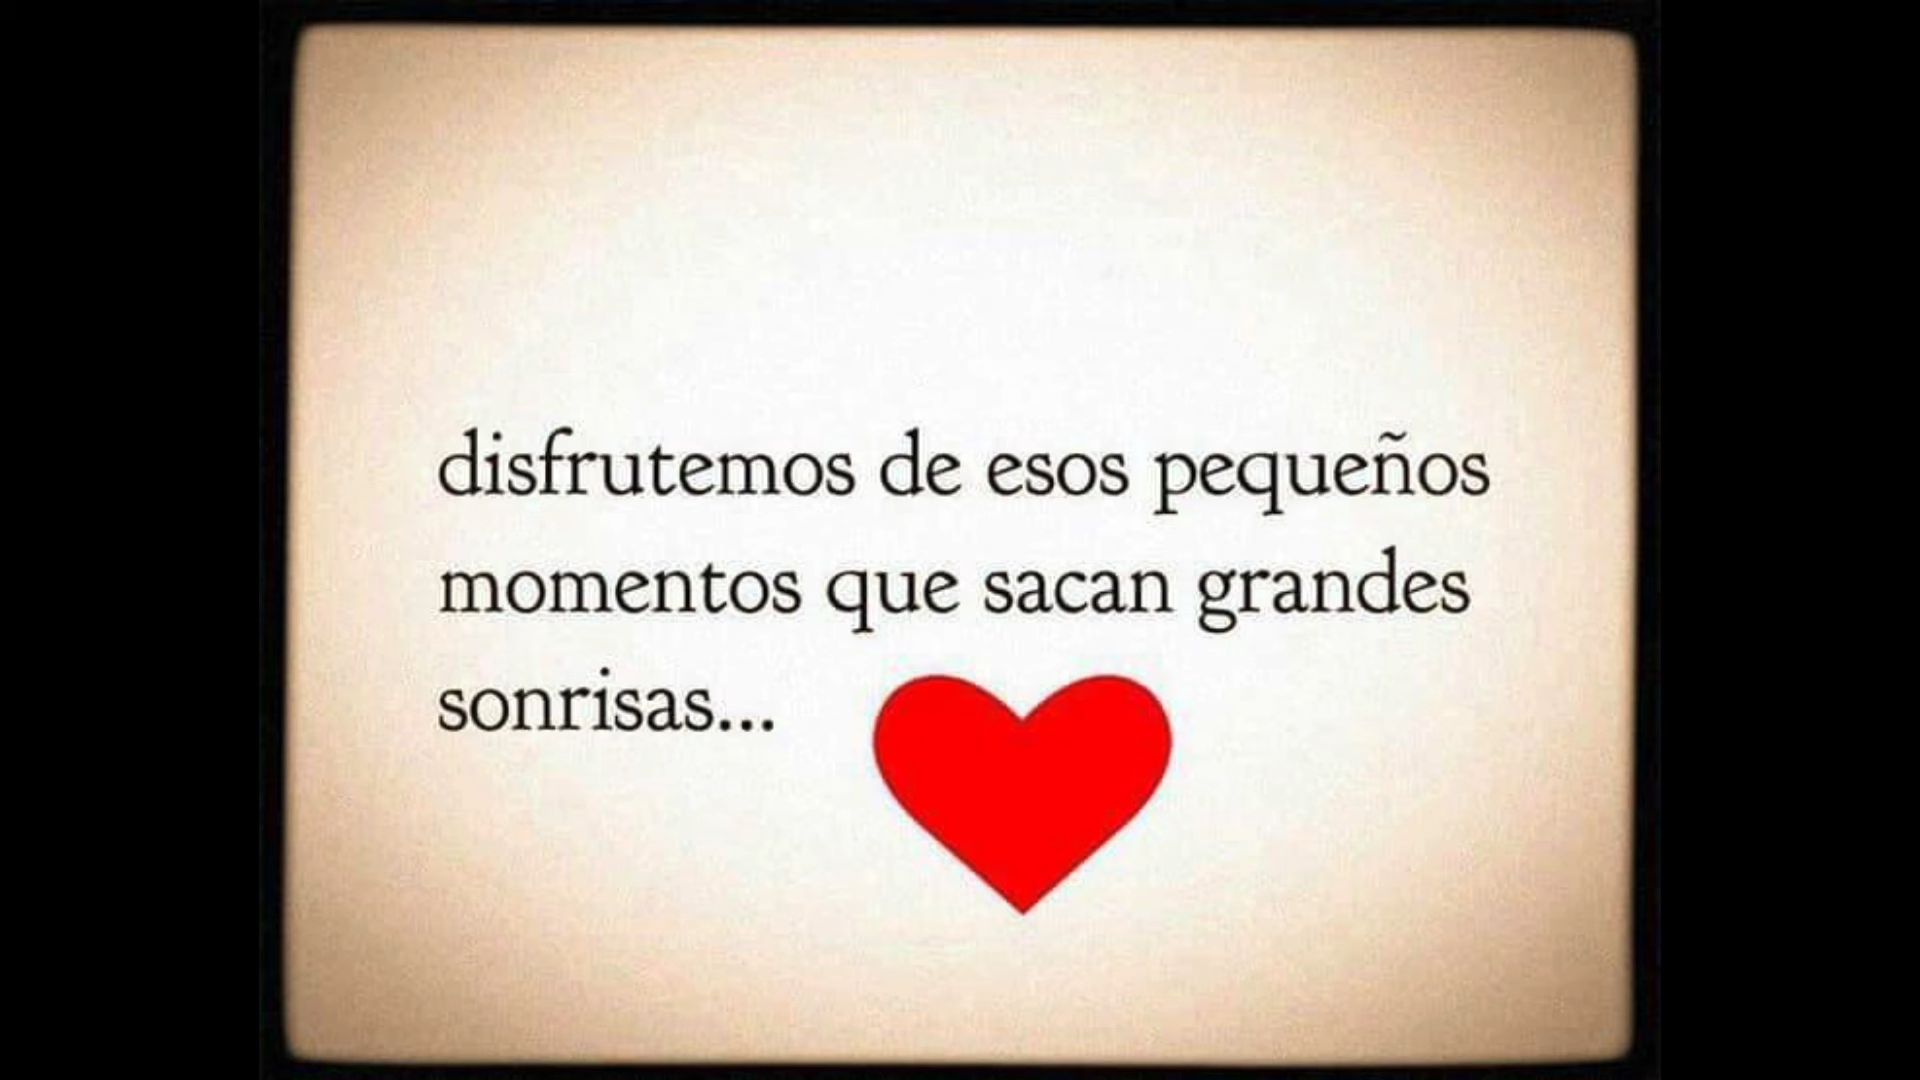 disfrutemos de esos pequeños
momentos que sacan grandes
sonrisas...